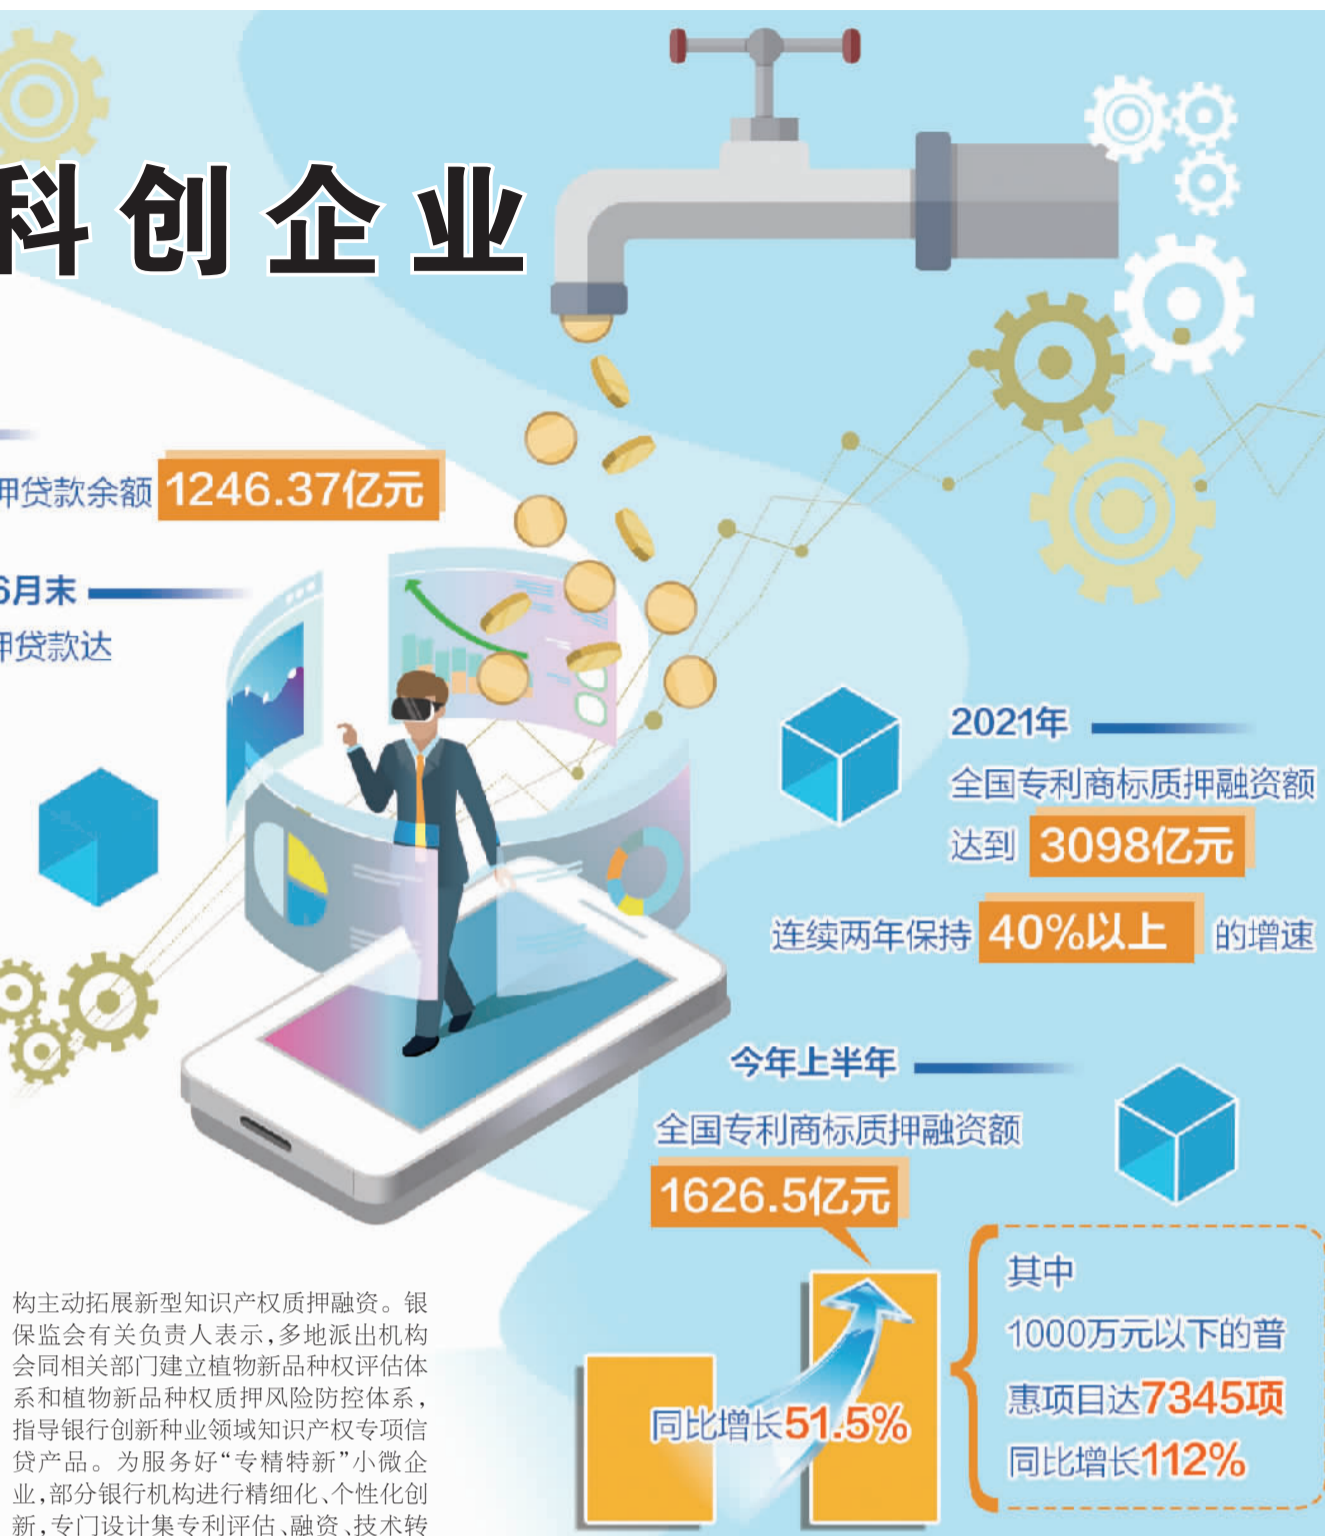 科创企业
押贷款余额 1246.37亿元
6月末
押贷款达
2021年
全国专利商标质押融资额
达到 3098亿元
连续两年保持 40%以上 的增速
今年上半年
全国专利商标质押融资额
1626.5亿元
同比增长51.5%
其中
1000万元以下的普
惠项目达7345项
同比增长112%
构主动拓展新型知识产权质押融资。银
保监会有关负责人表示,多地派出机构
会同相关部门建立植物新品种权评估体
系和植物新品种权质押风险防控体系,
指导银行创新种业领域知识产权专项信
贷产品。为服务好“专精特新”小微企
业,部分银行机构进行精细化、个性化创
新,专门设计集专利评估、融资、技术转